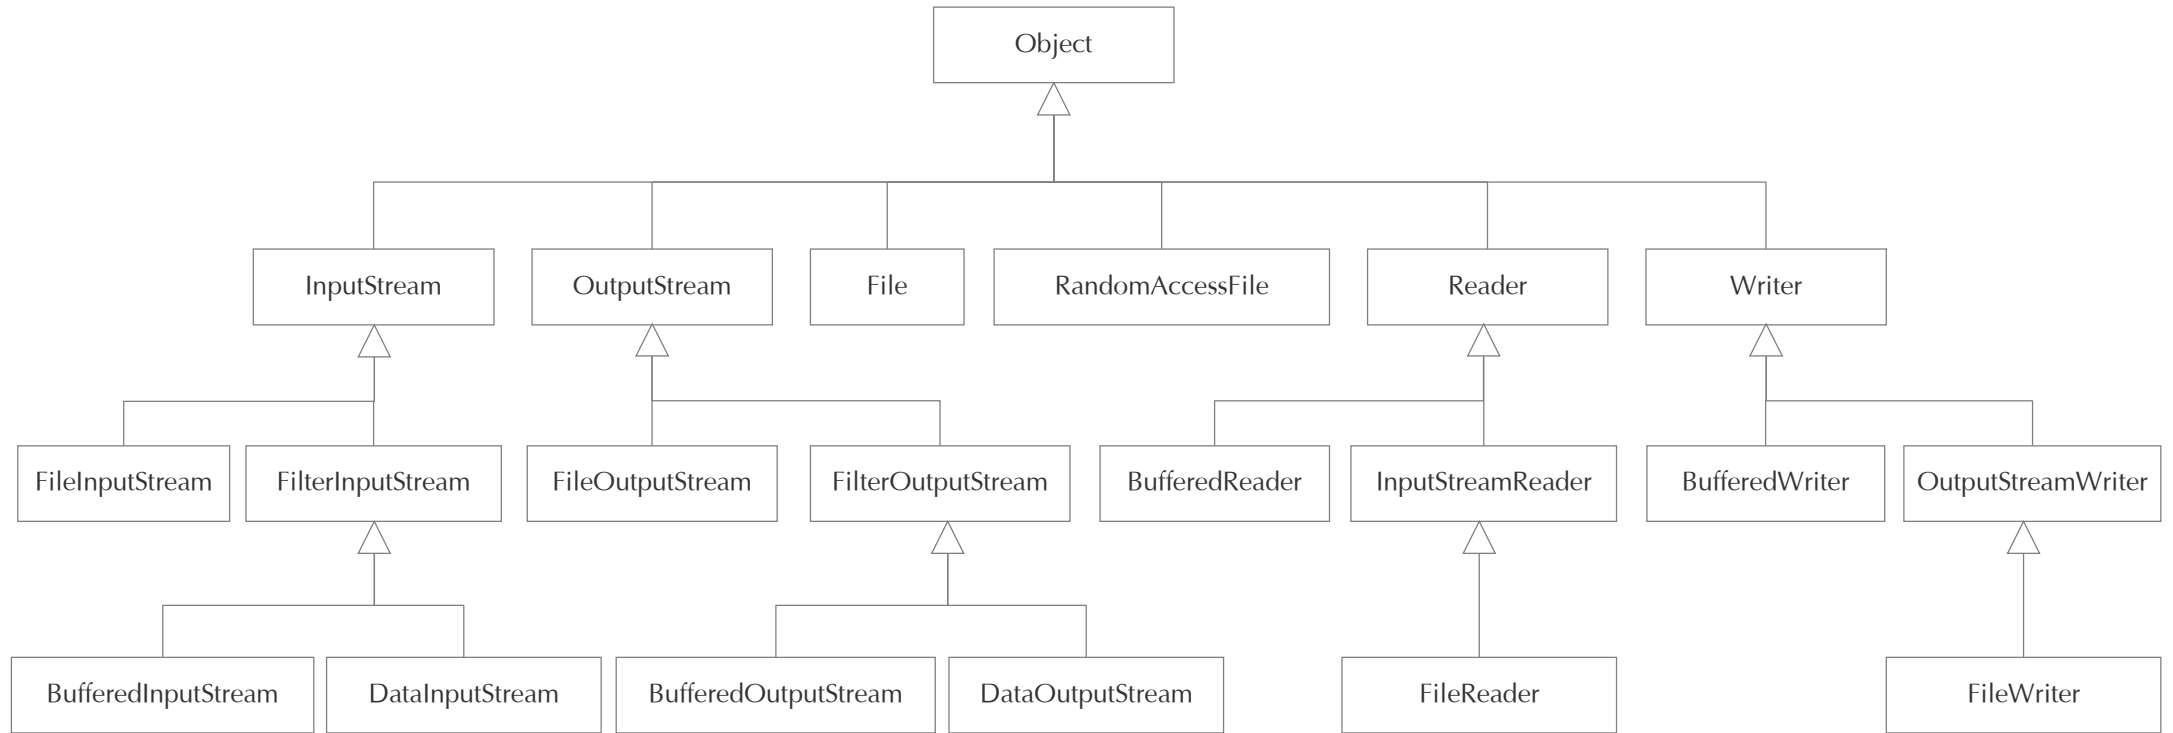 Object
InputStream
OutputStream
File
RandomAccessFile
Reader
Writer
FileInputStream
FilterInputStream
FileOutputStream
FilterOutputStream
BufferedReader
InputStreamReader
BufferedWriter
OutputStreamWriter
BufferedInputStream
DataInputStream
BufferedOutputStream
DataOutputStream
FileReader
FileWriter